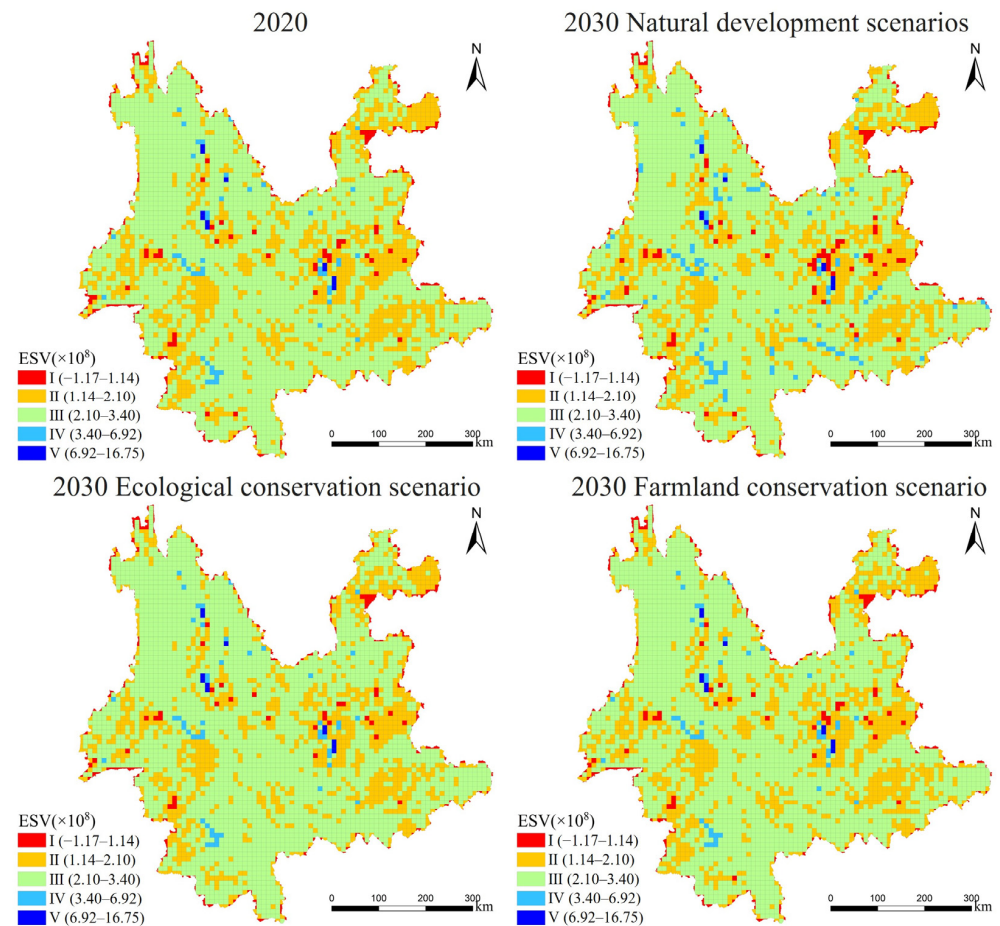 2020
N
ESV(×10⁸)
I (−1.17–1.14)
II (1.14–2.10)
III (2.10–3.40)
IV (3.40–6.92)
V (6.92–16.75)
0 100 200 300
km
2030 Natural development scenarios
N
ESV(×10⁸)
I (−1.17–1.14)
II (1.14–2.10)
III (2.10–3.40)
IV (3.40–6.92)
V (6.92–16.75)
0 100 200 300
km
2030 Ecological conservation scenario
N
ESV(×10⁸)
I (−1.17–1.14)
II (1.14–2.10)
III (2.10–3.40)
IV (3.40–6.92)
V (6.92–16.75)
0 100 200 300
km
2030 Farmland conservation scenario
N
ESV(×10⁸)
I (−1.17–1.14)
II (1.14–2.10)
III (2.10–3.40)
IV (3.40–6.92)
V (6.92–16.75)
0 100 200 300
km